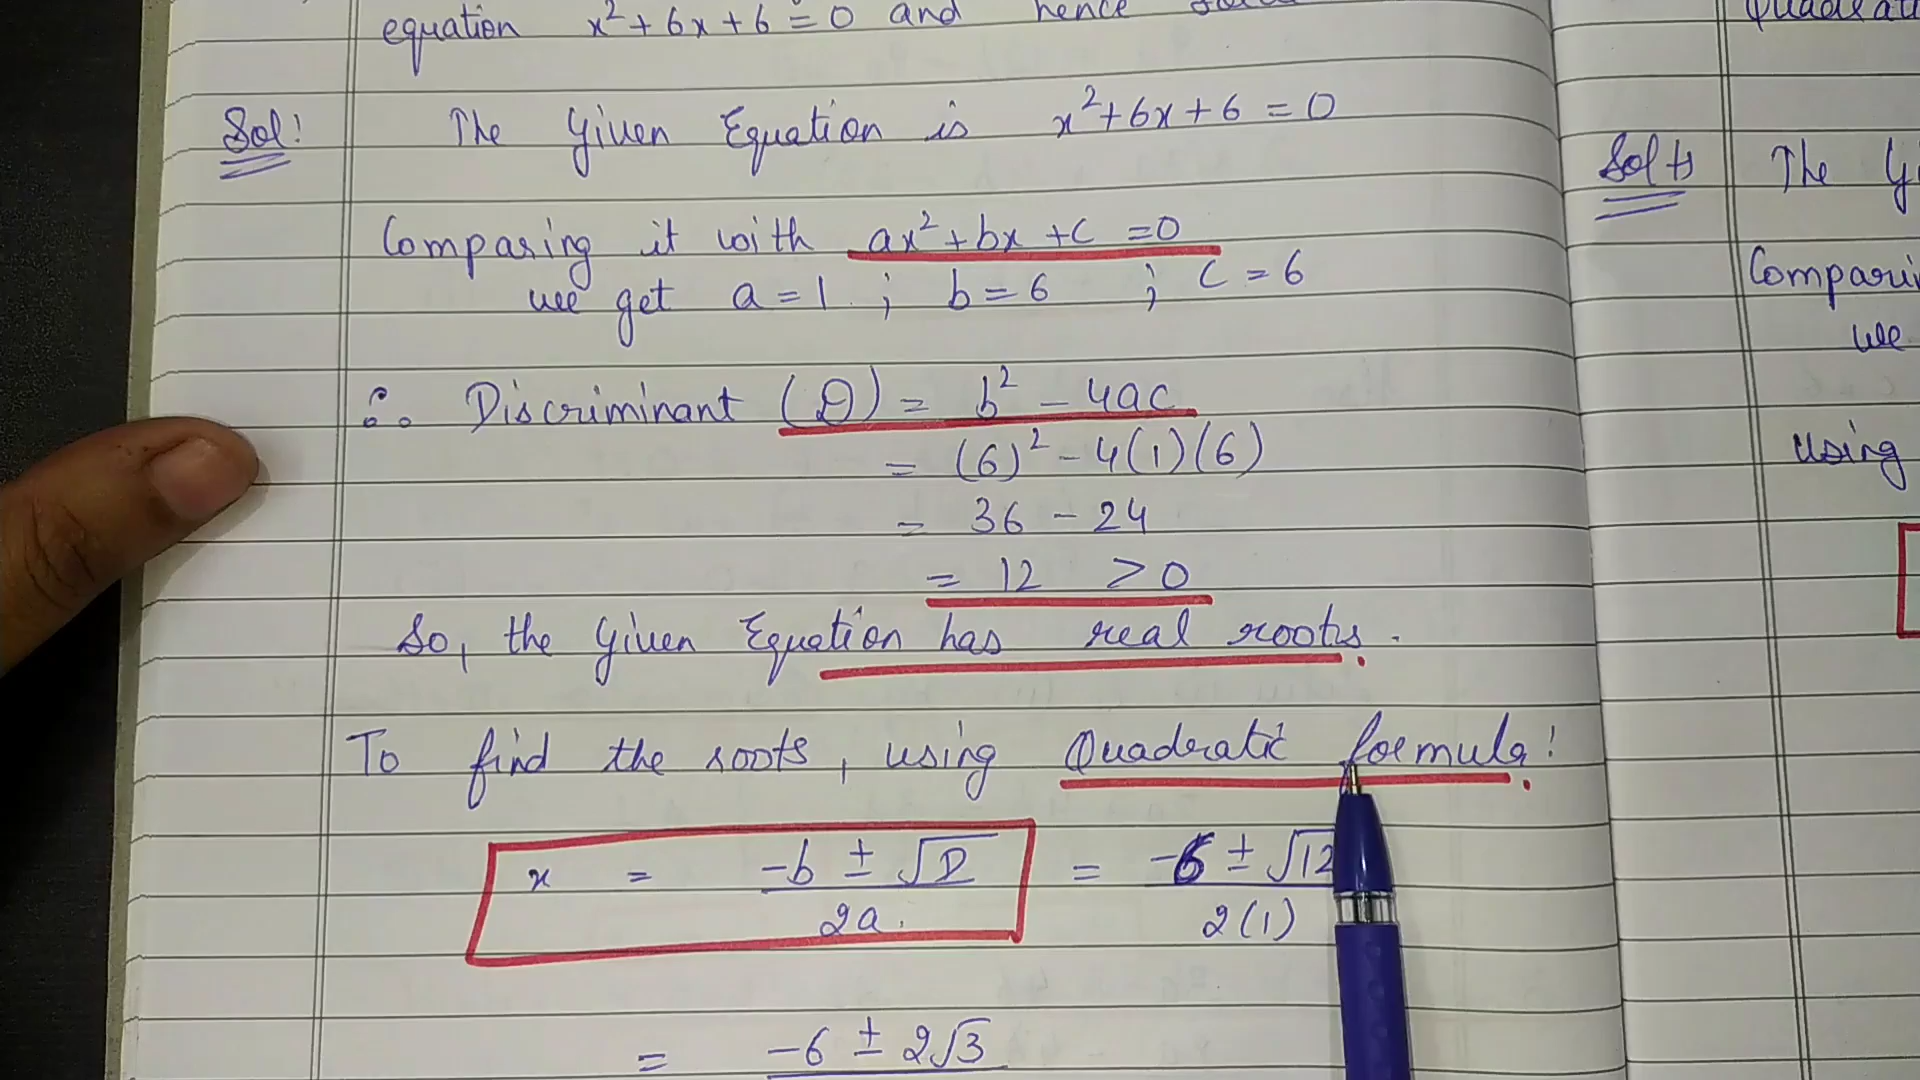 equation x²+6x+6=0 and hence
Sol: The Given Equation is x²+6x+6=0
Comparing it with ax²+bx+c=0
we get a=1 ; b=6 ; c=6
∴ Discriminant (D) = b²-4ac
= (6)²-4(1)(6)
= 36-24
= 12 >0
So, the Given Equation has real roots.
To find the roots, using Quadratic formula:
x = -b ± √D / 2a. = -6 ± √12 / 2(1)
= -6 ± 2√3
Sol:
The
we
using